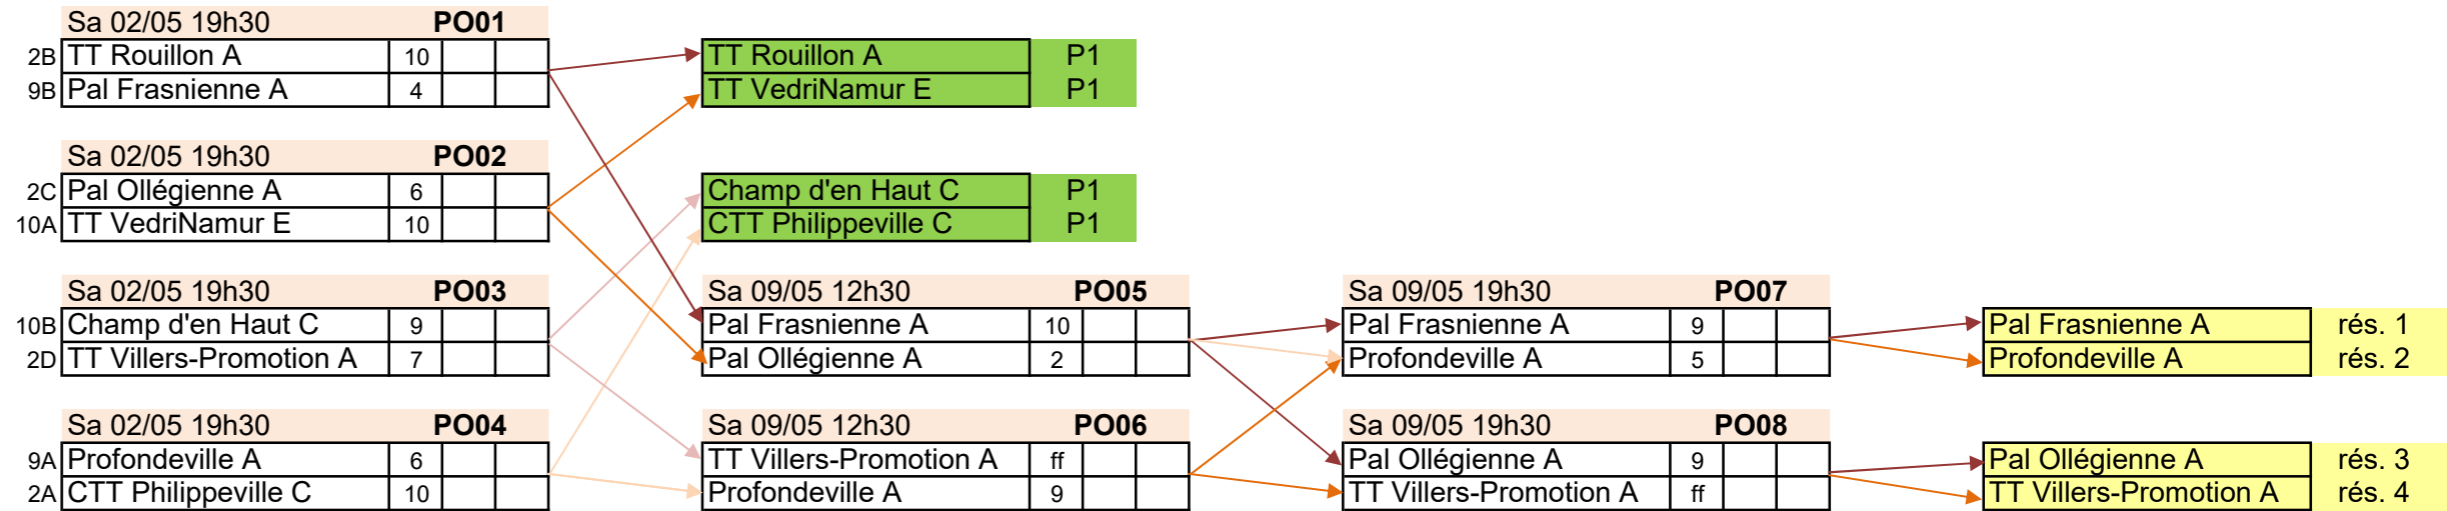 Sa 02/05 19h30 PO01
2B TT Rouillon A 10 TT Rouillon A P1
9B Pal Frasnienne A 4 TT VedriNamur E P1
Sa 02/05 19h30 PO02
2C Pal Ollégienne A 6 Champ d'en Haut C P1
10A TT VedriNamur E 10 CTT Philippeville C P1
Sa 02/05 19h30 PO03 Sa 09/05 12h30 PO05 Sa 09/05 19h30 PO07
10B Champ d'en Haut C 9 Pal Frasnienne A 10 Pal Frasnienne A 9 Pal Frasnienne A rés. 1
2D TT Villers-Promotion A 7 Pal Ollégienne A 2 Profondeville A 5 Profondeville A rés. 2
Sa 02/05 19h30 PO04 Sa 09/05 12h30 PO06 Sa 09/05 19h30 PO08
9A Profondeville A 6 TT Villers-Promotion A ff Pal Ollégienne A 9 Pal Ollégienne A rés. 3
2A CTT Philippeville C 10 Profondeville A 9 TT Villers-Promotion A ff TT Villers-Promotion A rés. 4